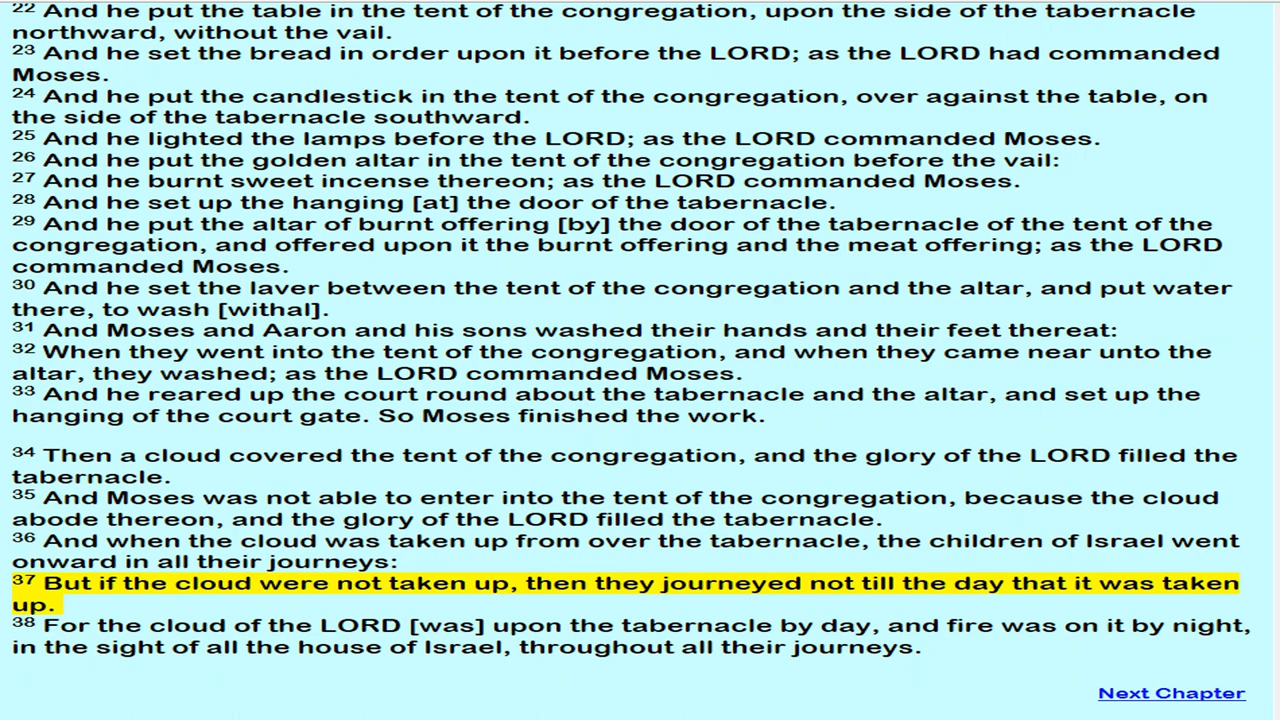 22 And he put the table in the tent of the congregation, upon the side of the tabernacle
northward, without the vail.
23 And he set the bread in order upon it before the LORD; as the LORD had commanded
Moses.
24 And he put the candlestick in the tent of the congregation, over against the table, on
the side of the tabernacle southward.
25 And he lighted the lamps before the LORD; as the LORD commanded Moses.
26 And he put the golden altar in the tent of the congregation before the vail:
27 And he burnt sweet incense thereon; as the LORD commanded Moses.
28 And he set up the hanging [at] the door of the tabernacle.
29 And he put the altar of burnt offering [by] the door of the tabernacle of the tent of the
congregation, and offered upon it the burnt offering and the meat offering; as the LORD
commanded Moses.
30 And he set the laver between the tent of the congregation and the altar, and put water
there, to wash [withal].
31 And Moses and Aaron and his sons washed their hands and their feet thereat:
32 When they went into the tent of the congregation, and when they came near unto the
altar, they washed; as the LORD commanded Moses.
33 And he reared up the court round about the tabernacle and the altar, and set up the
hanging of the court gate. So Moses finished the work.
34 Then a cloud covered the tent of the congregation, and the glory of the LORD filled the
tabernacle.
35 And Moses was not able to enter into the tent of the congregation, because the cloud
abode thereon, and the glory of the LORD filled the tabernacle.
36 And when the cloud was taken up from over the tabernacle, the children of Israel went
onward in all their journeys:
37 But if the cloud were not taken up, then they journeyed not till the day that it was taken
up.
38 For the cloud of the LORD [was] upon the tabernacle by day, and fire was on it by night,
in the sight of all the house of Israel, throughout all their journeys.
Next Chapter